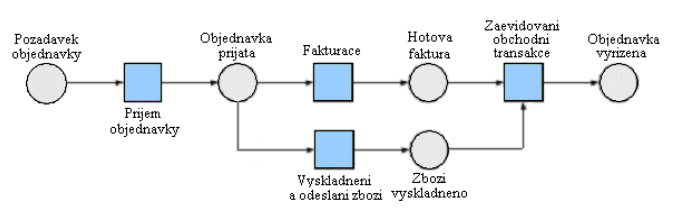 Pozadavek
objednavky
Prijem
objednavky
Objednavka
prijata
Fakturace
Hotova
faktura
Zaevidovani
obchodni
transakce
Objednavka
vyrizena
Vyskladneni
a odeslani zbozi
Zbozi
vyskladneno